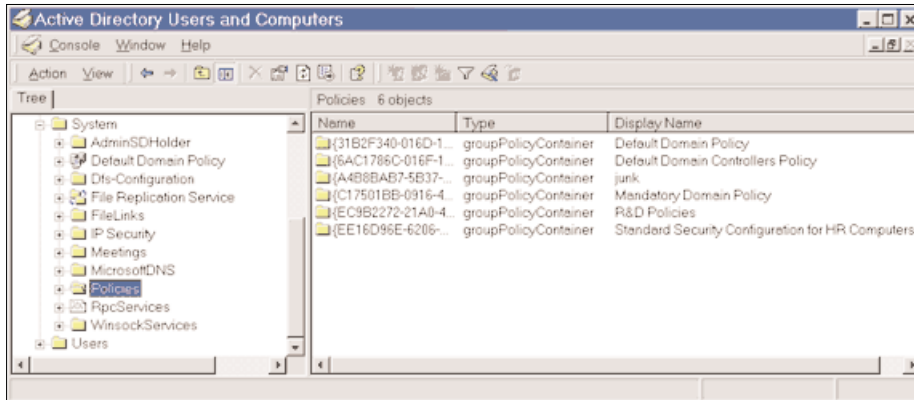 Active Directory Users and Computers
Console Window Help
Action View
Tree
Policies 6 objects
Name Type Display Name
System
AdminSDHolder
Default Domain Policy
Dfs-Configuration
File Replication Service
FileLinks
IP Security
Meetings
MicrosoftDNS
Policies
RpcServices
WinsockServices
Users
{31B2F340-016D-1... groupPolicyContainer Default Domain Policy
{6AC1786C-016F-1... groupPolicyContainer Default Domain Controllers Policy
{A4B8BAB7-5B37-... groupPolicyContainer junk
{C17501BB-0916-4... groupPolicyContainer Mandatory Domain Policy
{EC9B2272-21A0-4... groupPolicyContainer R&D Policies
{EE16D96E-6206-... groupPolicyContainer Standard Security Configuration for HR Computers